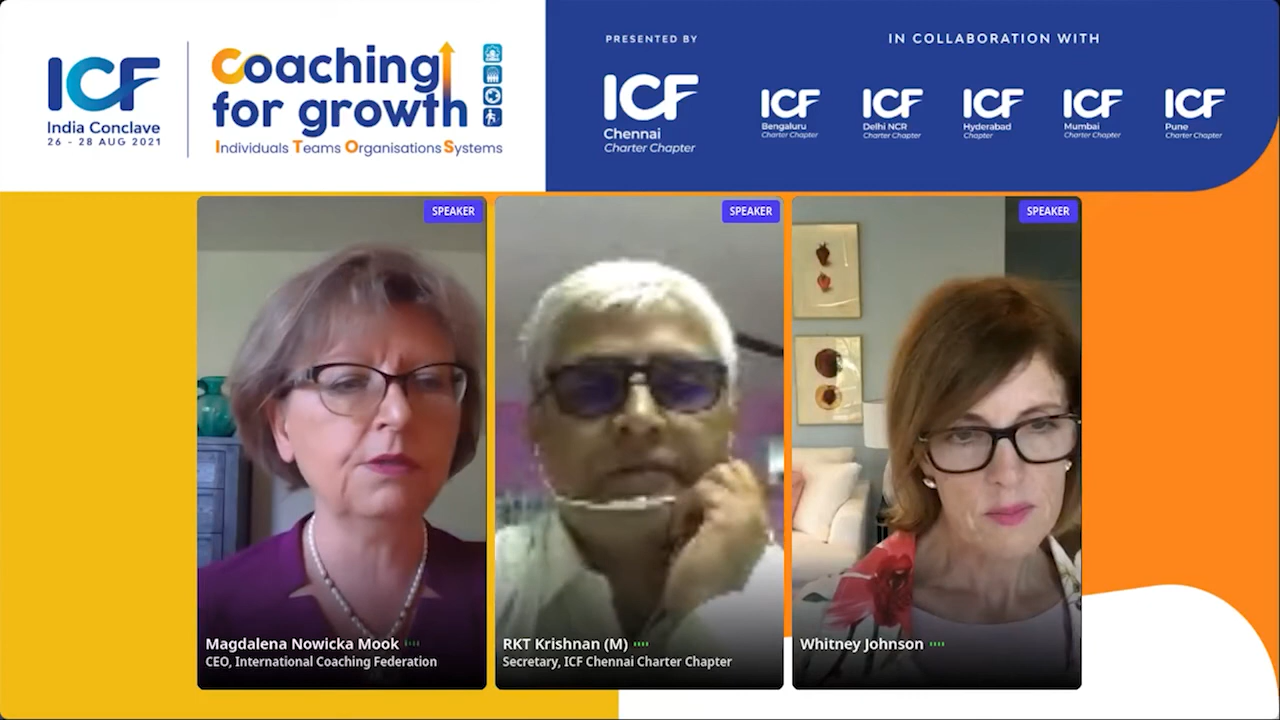 ICF
India Conclave
26 - 28 AUG 2021
Coaching
for growth
Individuals Teams Organisations Systems
PRESENTED BY
ICF
Chennai
Charter Chapter
IN COLLABORATION WITH
ICF
Bengaluru
Charter Chapter
ICF
Delhi NCR
Charter Chapter
ICF
Hyderabad
Charter Chapter
ICF
Mumbai
Charter Chapter
ICF
Pune
Charter Chapter
SPEAKER
Magdalena Nowicka Mook
CEO, International Coaching Federation
SPEAKER
RKT Krishnan (M)
Secretary, ICF Chennai Charter Chapter
SPEAKER
Whitney Johnson